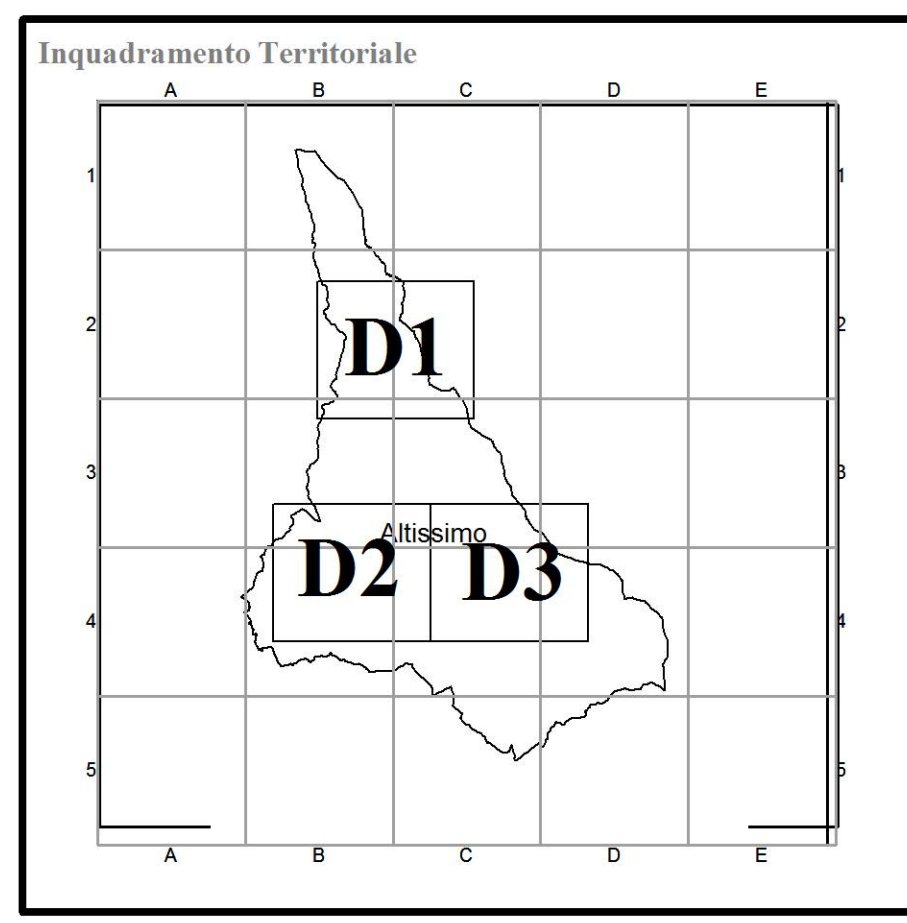 Inquadramento Territoriale
A B C D E
1 1
2 2
D1
3 3
Altissimo
D2 D3
4 4
5 5
A B C D E